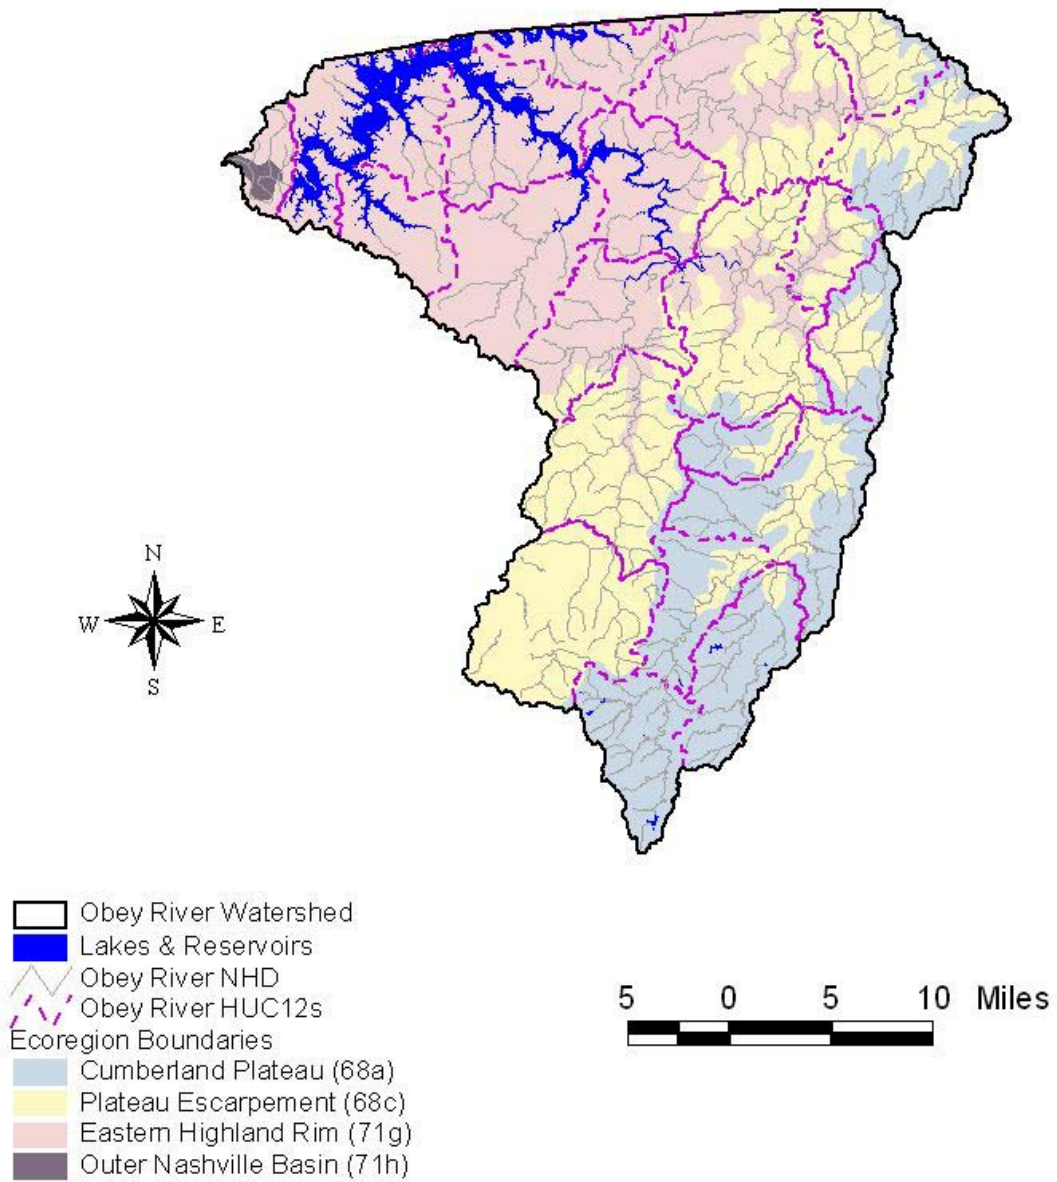 N
W E
S
Obey River Watershed
Lakes & Reservoirs
Obey River NHD
Obey River HUC12s
Ecoregion Boundaries
Cumberland Plateau (68a)
Plateau Escarpement (68c)
Eastern Highland Rim (71g)
Outer Nashville Basin (71h)
5 0 5 10 Miles